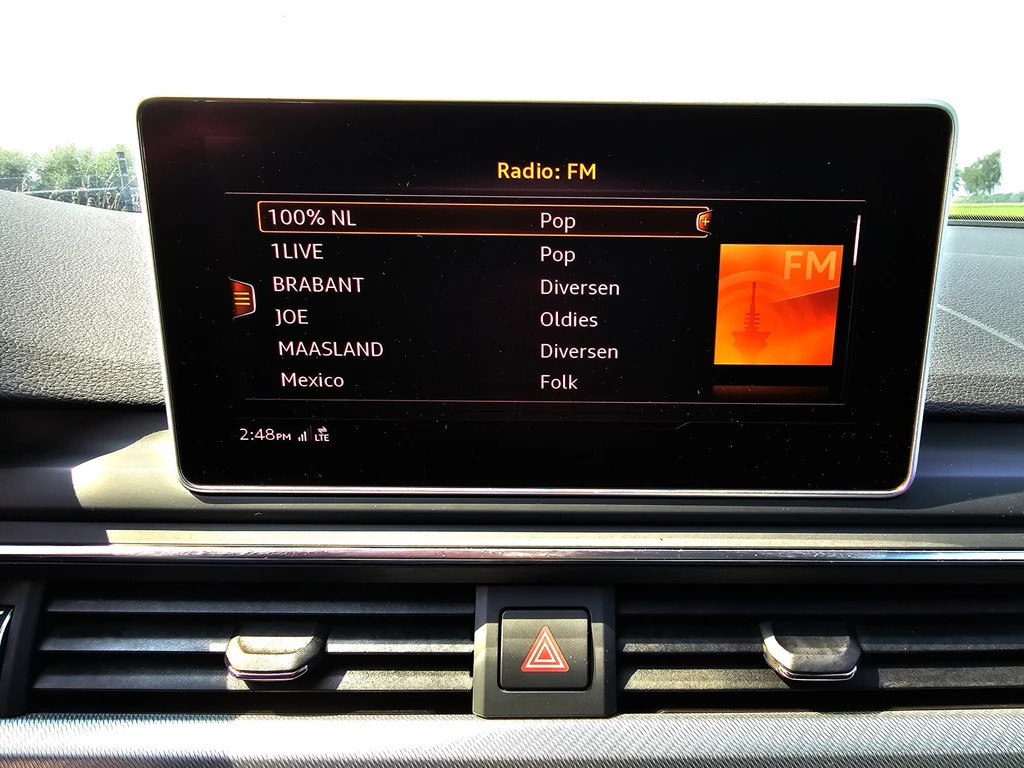 Radio: FM
100% NL Pop
1LIVE Pop
BRABANT Diversen
JOE Oldies
MAASLAND Diversen
Mexico Folk
FM
2:48PM LTE